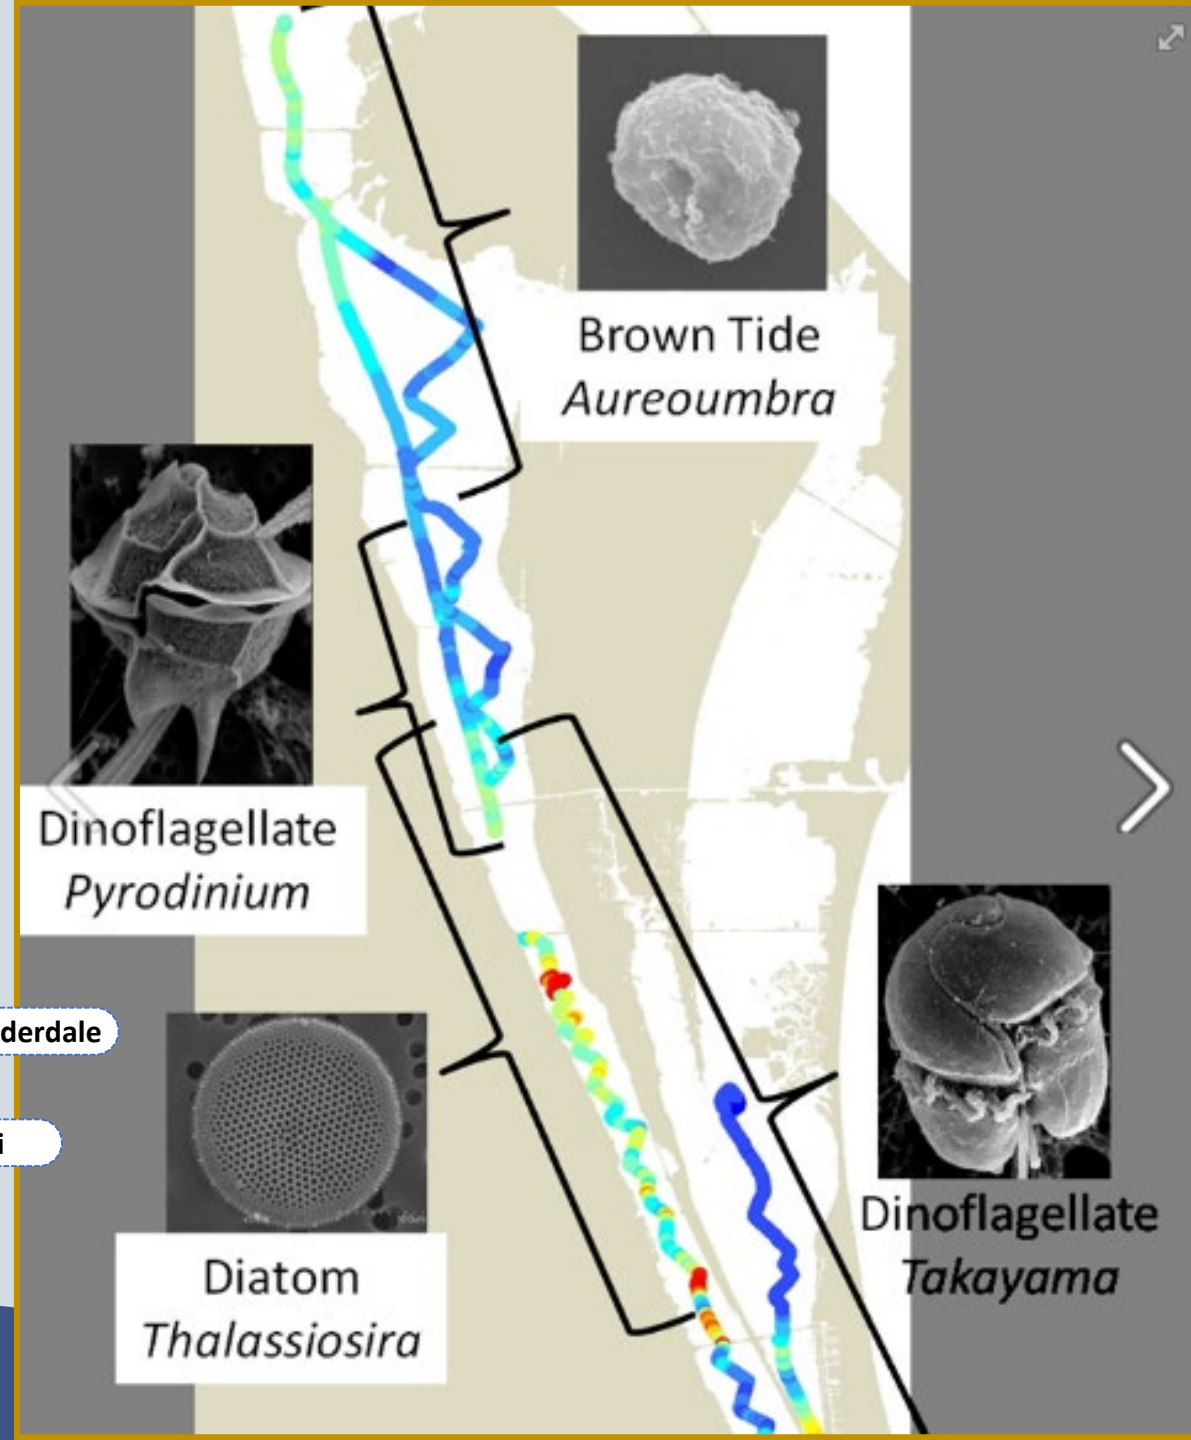 Brown Tide
Aureoumbra
Dinoflagellate
Pyrodinium
derdale
i
Diatom
Thalassiosira
Dinoflagellate
Takayama